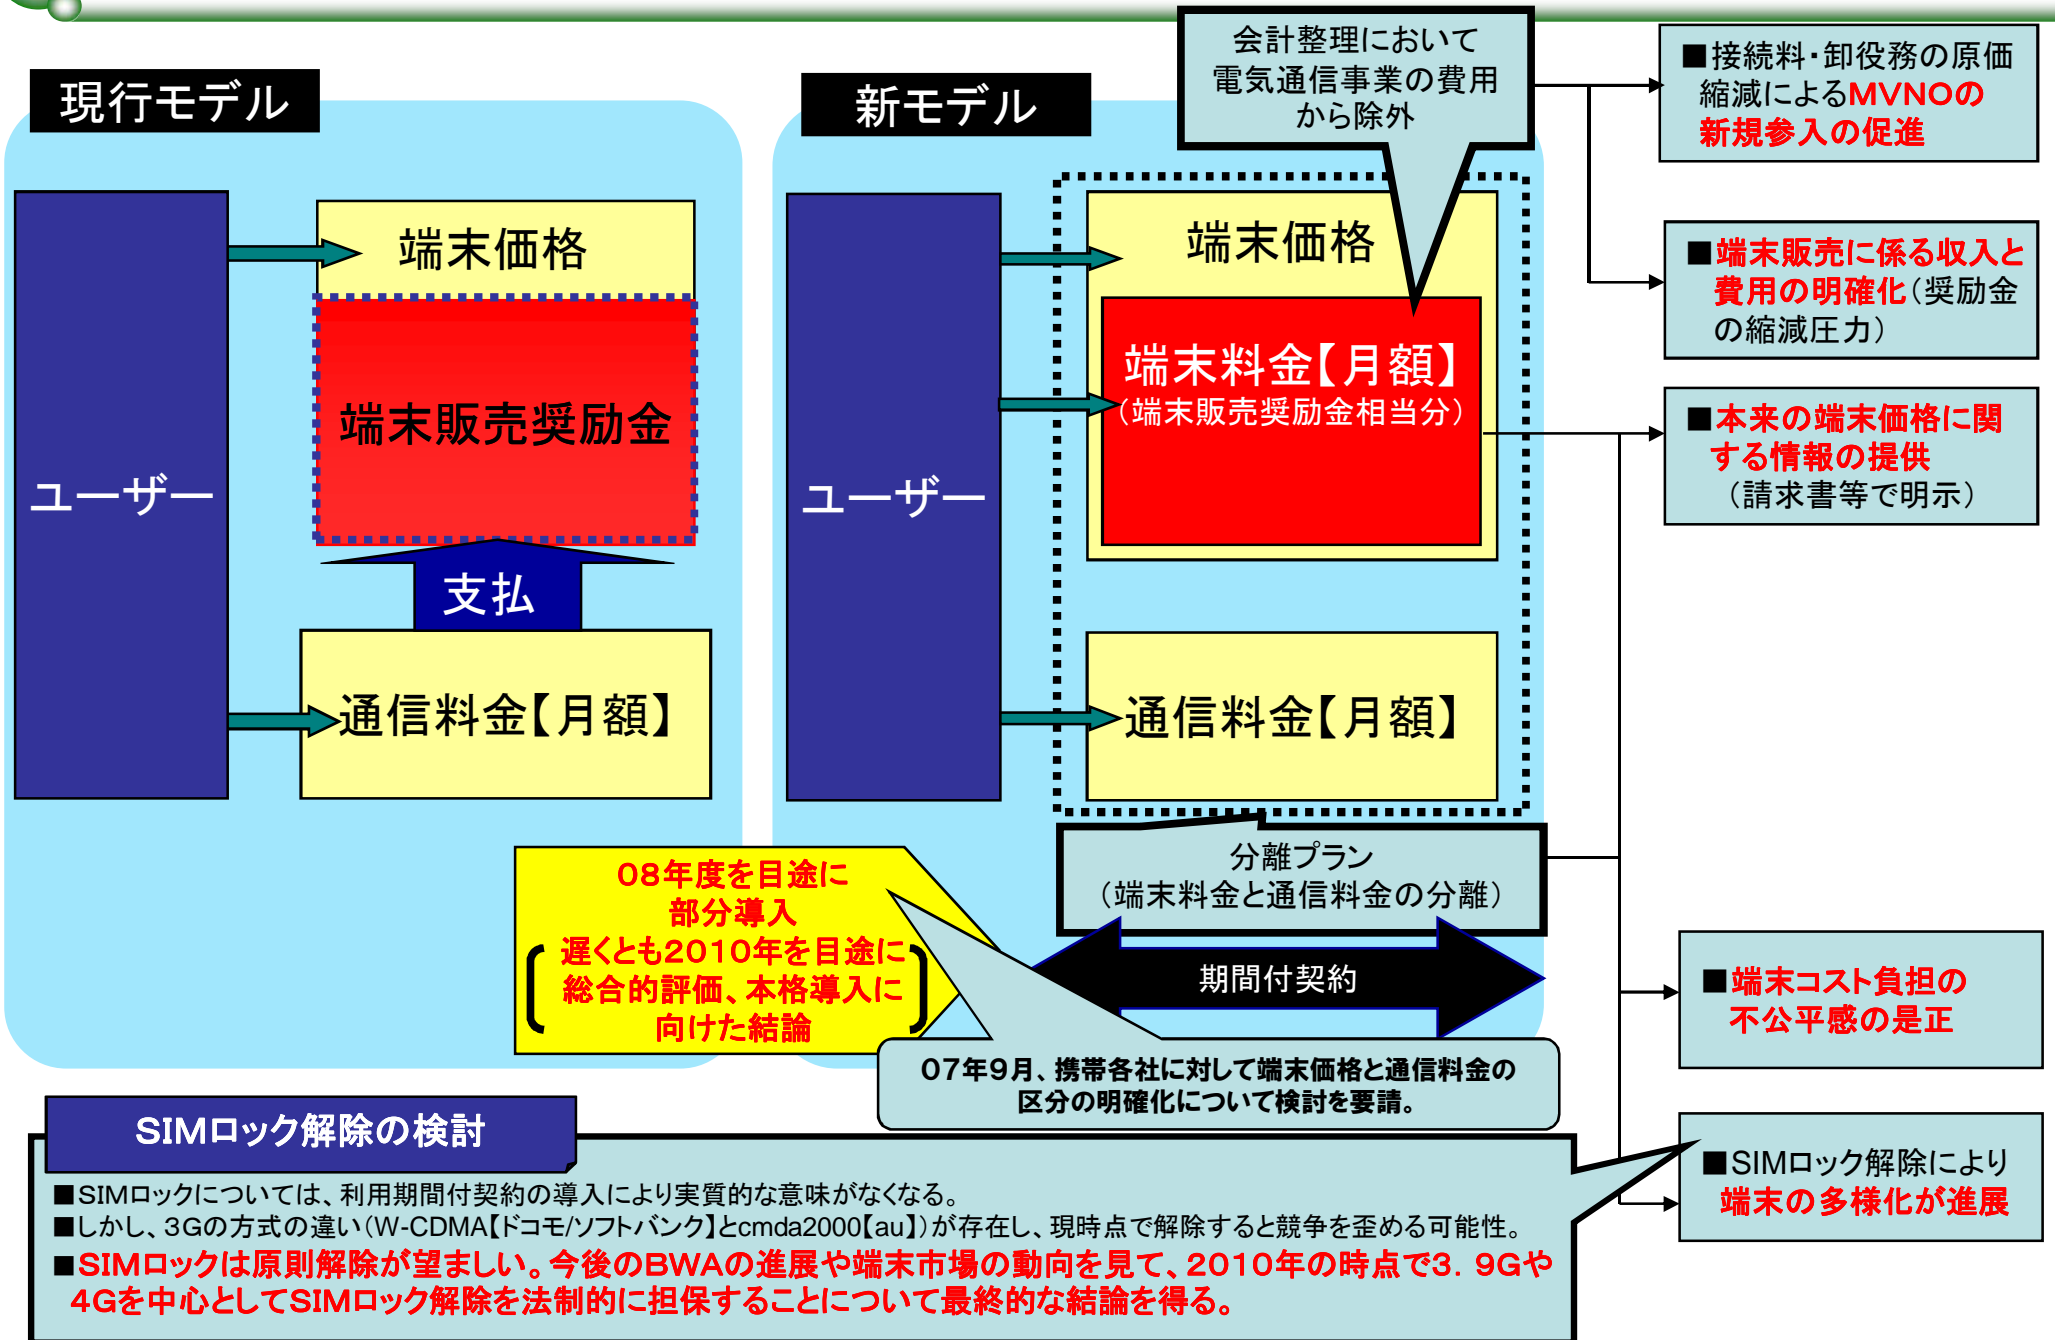 現行モデル
ユーザー
端末価格
端末販売奨励金
支払
通信料金【月額】
新モデル
ユーザー
会計整理において
電気通信事業の費用
から除外
端末価格
端末料金【月額】
（端末販売奨励金相当分）
通信料金【月額】
分離プラン
（端末料金と通信料金の分離）
期間付契約
08年度を目途に
部分導入
遅くとも2010年を目途に
総合的評価、本格導入に
向けた結論
07年9月、携帯各社に対して端末価格と通信料金の
区分の明確化について検討を要請。
■接続料・卸役務の原価
縮減によるMVNOの
新規参入の促進
■端末販売に係る収入と
費用の明確化（奨励金
の縮減圧力）
■本来の端末価格に関
する情報の提供
（請求書等で明示）
■端末コスト負担の
不公平感の是正
■SIMロック解除により
端末の多様化が進展
SIMロック解除の検討
■SIMロックについては、利用期間付契約の導入により実質的な意味がなくなる。
■しかし、3Gの方式の違い（W-CDMA【ドコモ/ソフトバンク】とcmda2000【au】）が存在し、現時点で解除すると競争を歪める可能性。
■SIMロックは原則解除が望ましい。今後のBWAの進展や端末市場の動向を見て、2010年の時点で3．9Gや
4Gを中心としてSIMロック解除を法制的に担保することについて最終的な結論を得る。